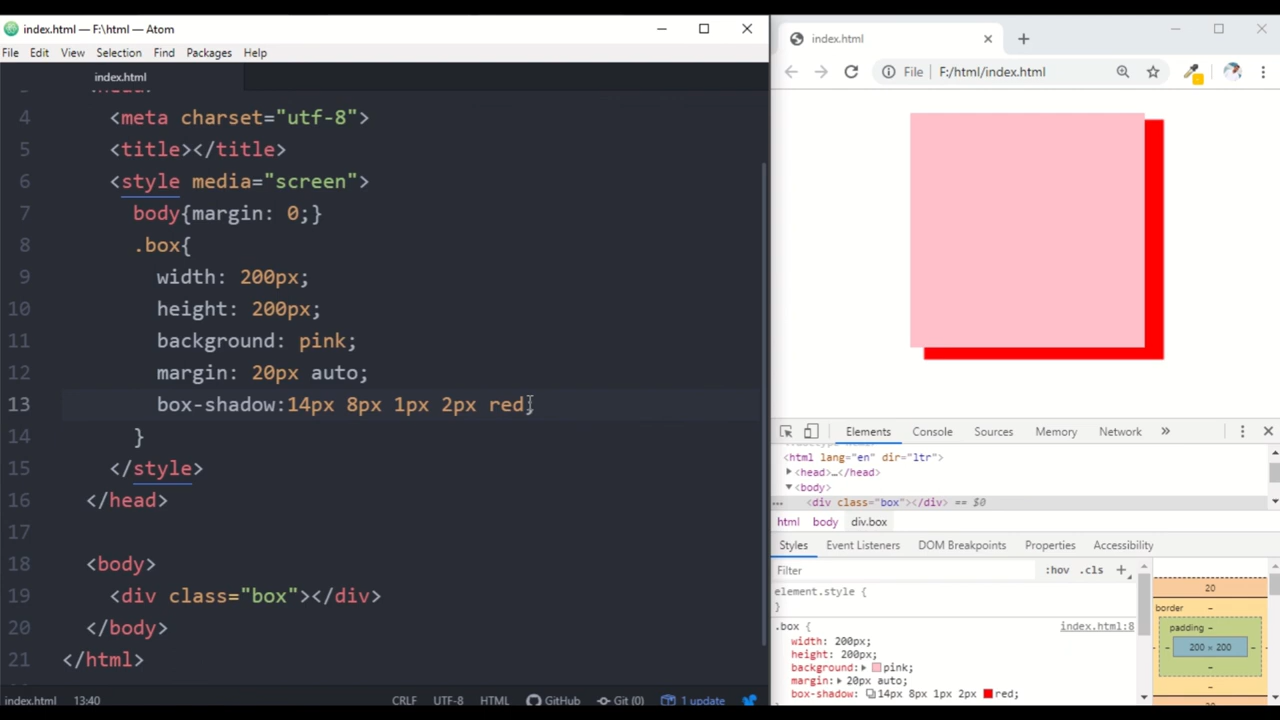 index.html — F:\html — Atom
File Edit View Selection Find Packages Help
index.html
4 <meta charset="utf-8">
5 <title></title>
6 <style media="screen">
7 body{margin: 0;}
8 .box{
9 width: 200px;
10 height: 200px;
11 background: pink;
12 margin: 20px auto;
13 box-shadow:14px 8px 1px 2px red;
14 }
15 </style>
16 </head>
17
18 <body>
19 <div class="box"></div>
20 </body>
21 </html>
index.html 13:40 CRLF UTF-8 HTML GitHub Git (0) 1 update
index.html
File F:/html/index.html
Elements Console Sources Memory Network »
<html lang="en" dir="ltr">
<head>…</head>
<body>
<div class="box"></div> == $0
html body div.box
Styles Event Listeners DOM Breakpoints Properties Accessibility
Filter :hov .cls +
element.style {
}
.box { index.html:8
width: 200px;
height: 200px;
background: pink;
margin: 20px auto;
box-shadow: 14px 8px 1px 2px red;
20
border –
padding –
200 × 200
–
–